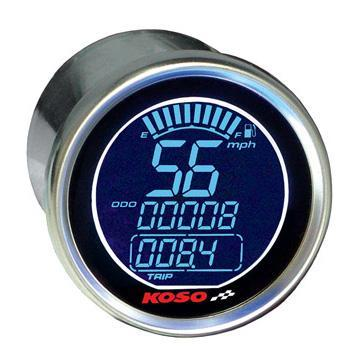 E F
mph
56
ODO 00008
008.4
TRIP
KOSO